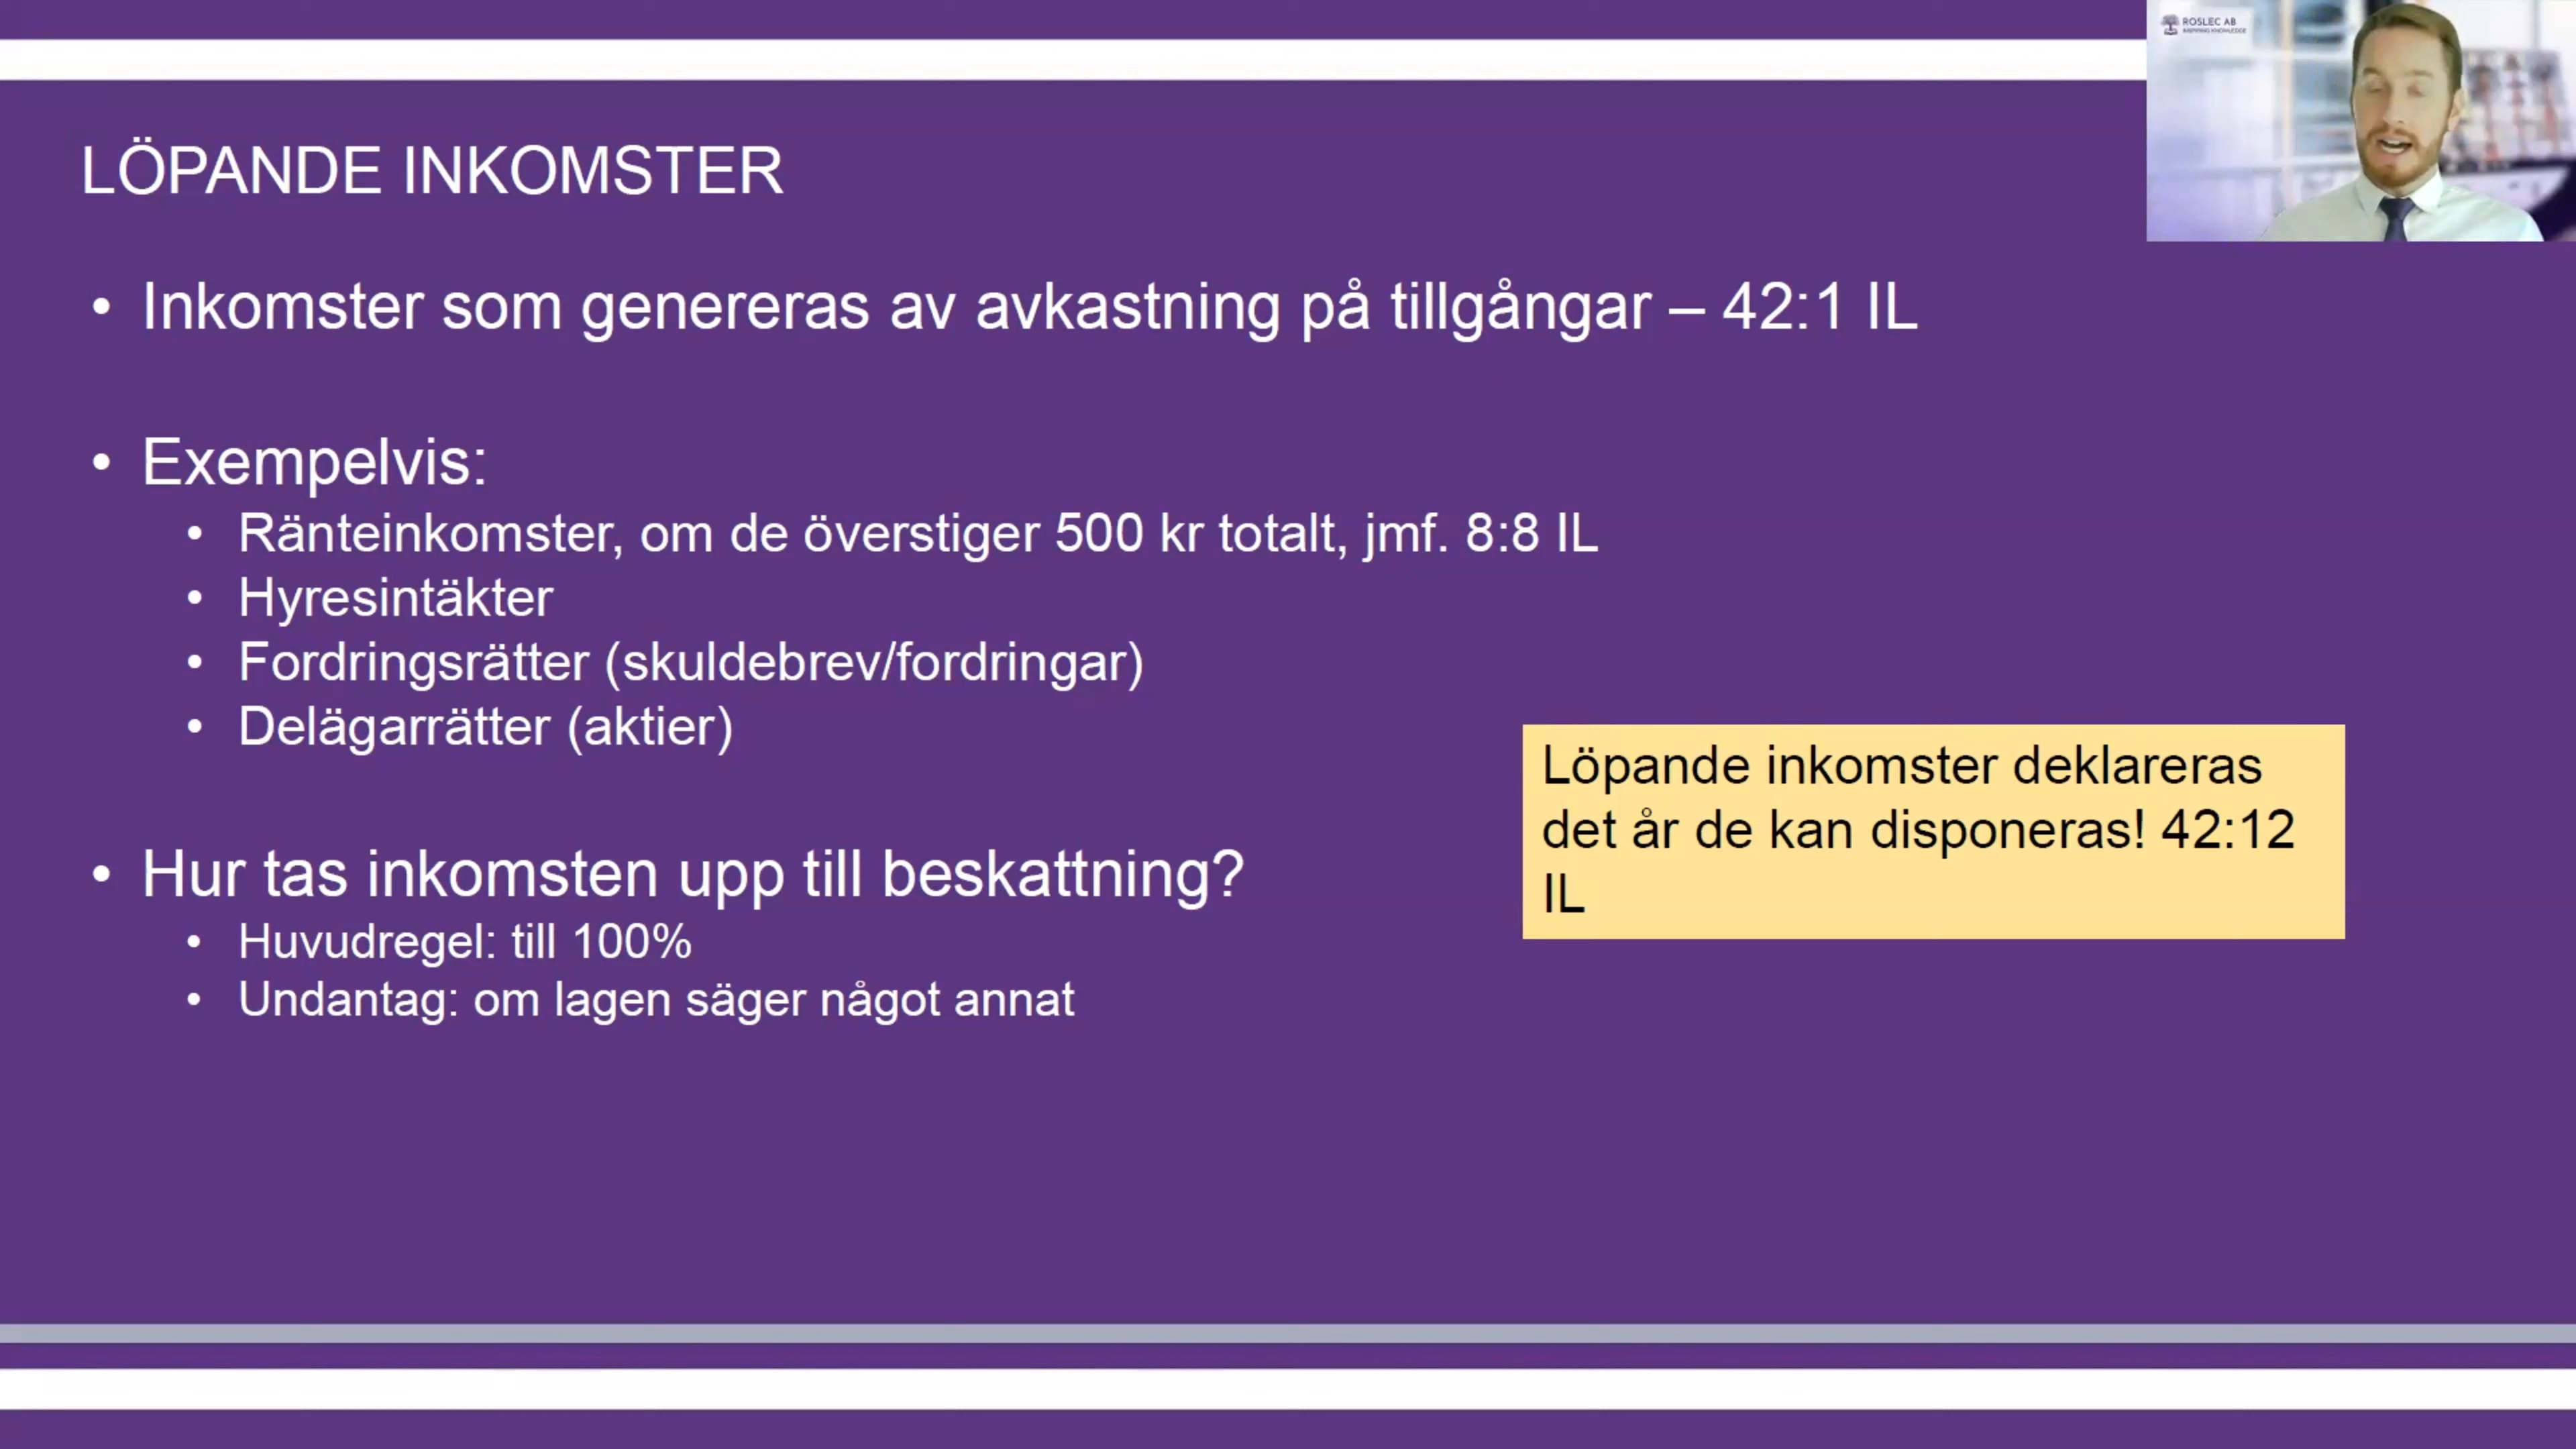 ROSLEC AB
LÖPANDE INKOMSTER
• Inkomster som genereras av avkastning på tillgångar – 42:1 IL
• Exempelvis:
• Ränteinkomster, om de överstiger 500 kr totalt, jmf. 8:8 IL
• Hyresintäkter
• Fordringsrätter (skuldebrev/fordringar)
• Delägarrätter (aktier)
• Hur tas inkomsten upp till beskattning?
• Huvudregel: till 100%
• Undantag: om lagen säger något annat
Löpande inkomster deklareras
det år de kan disponeras! 42:12
IL